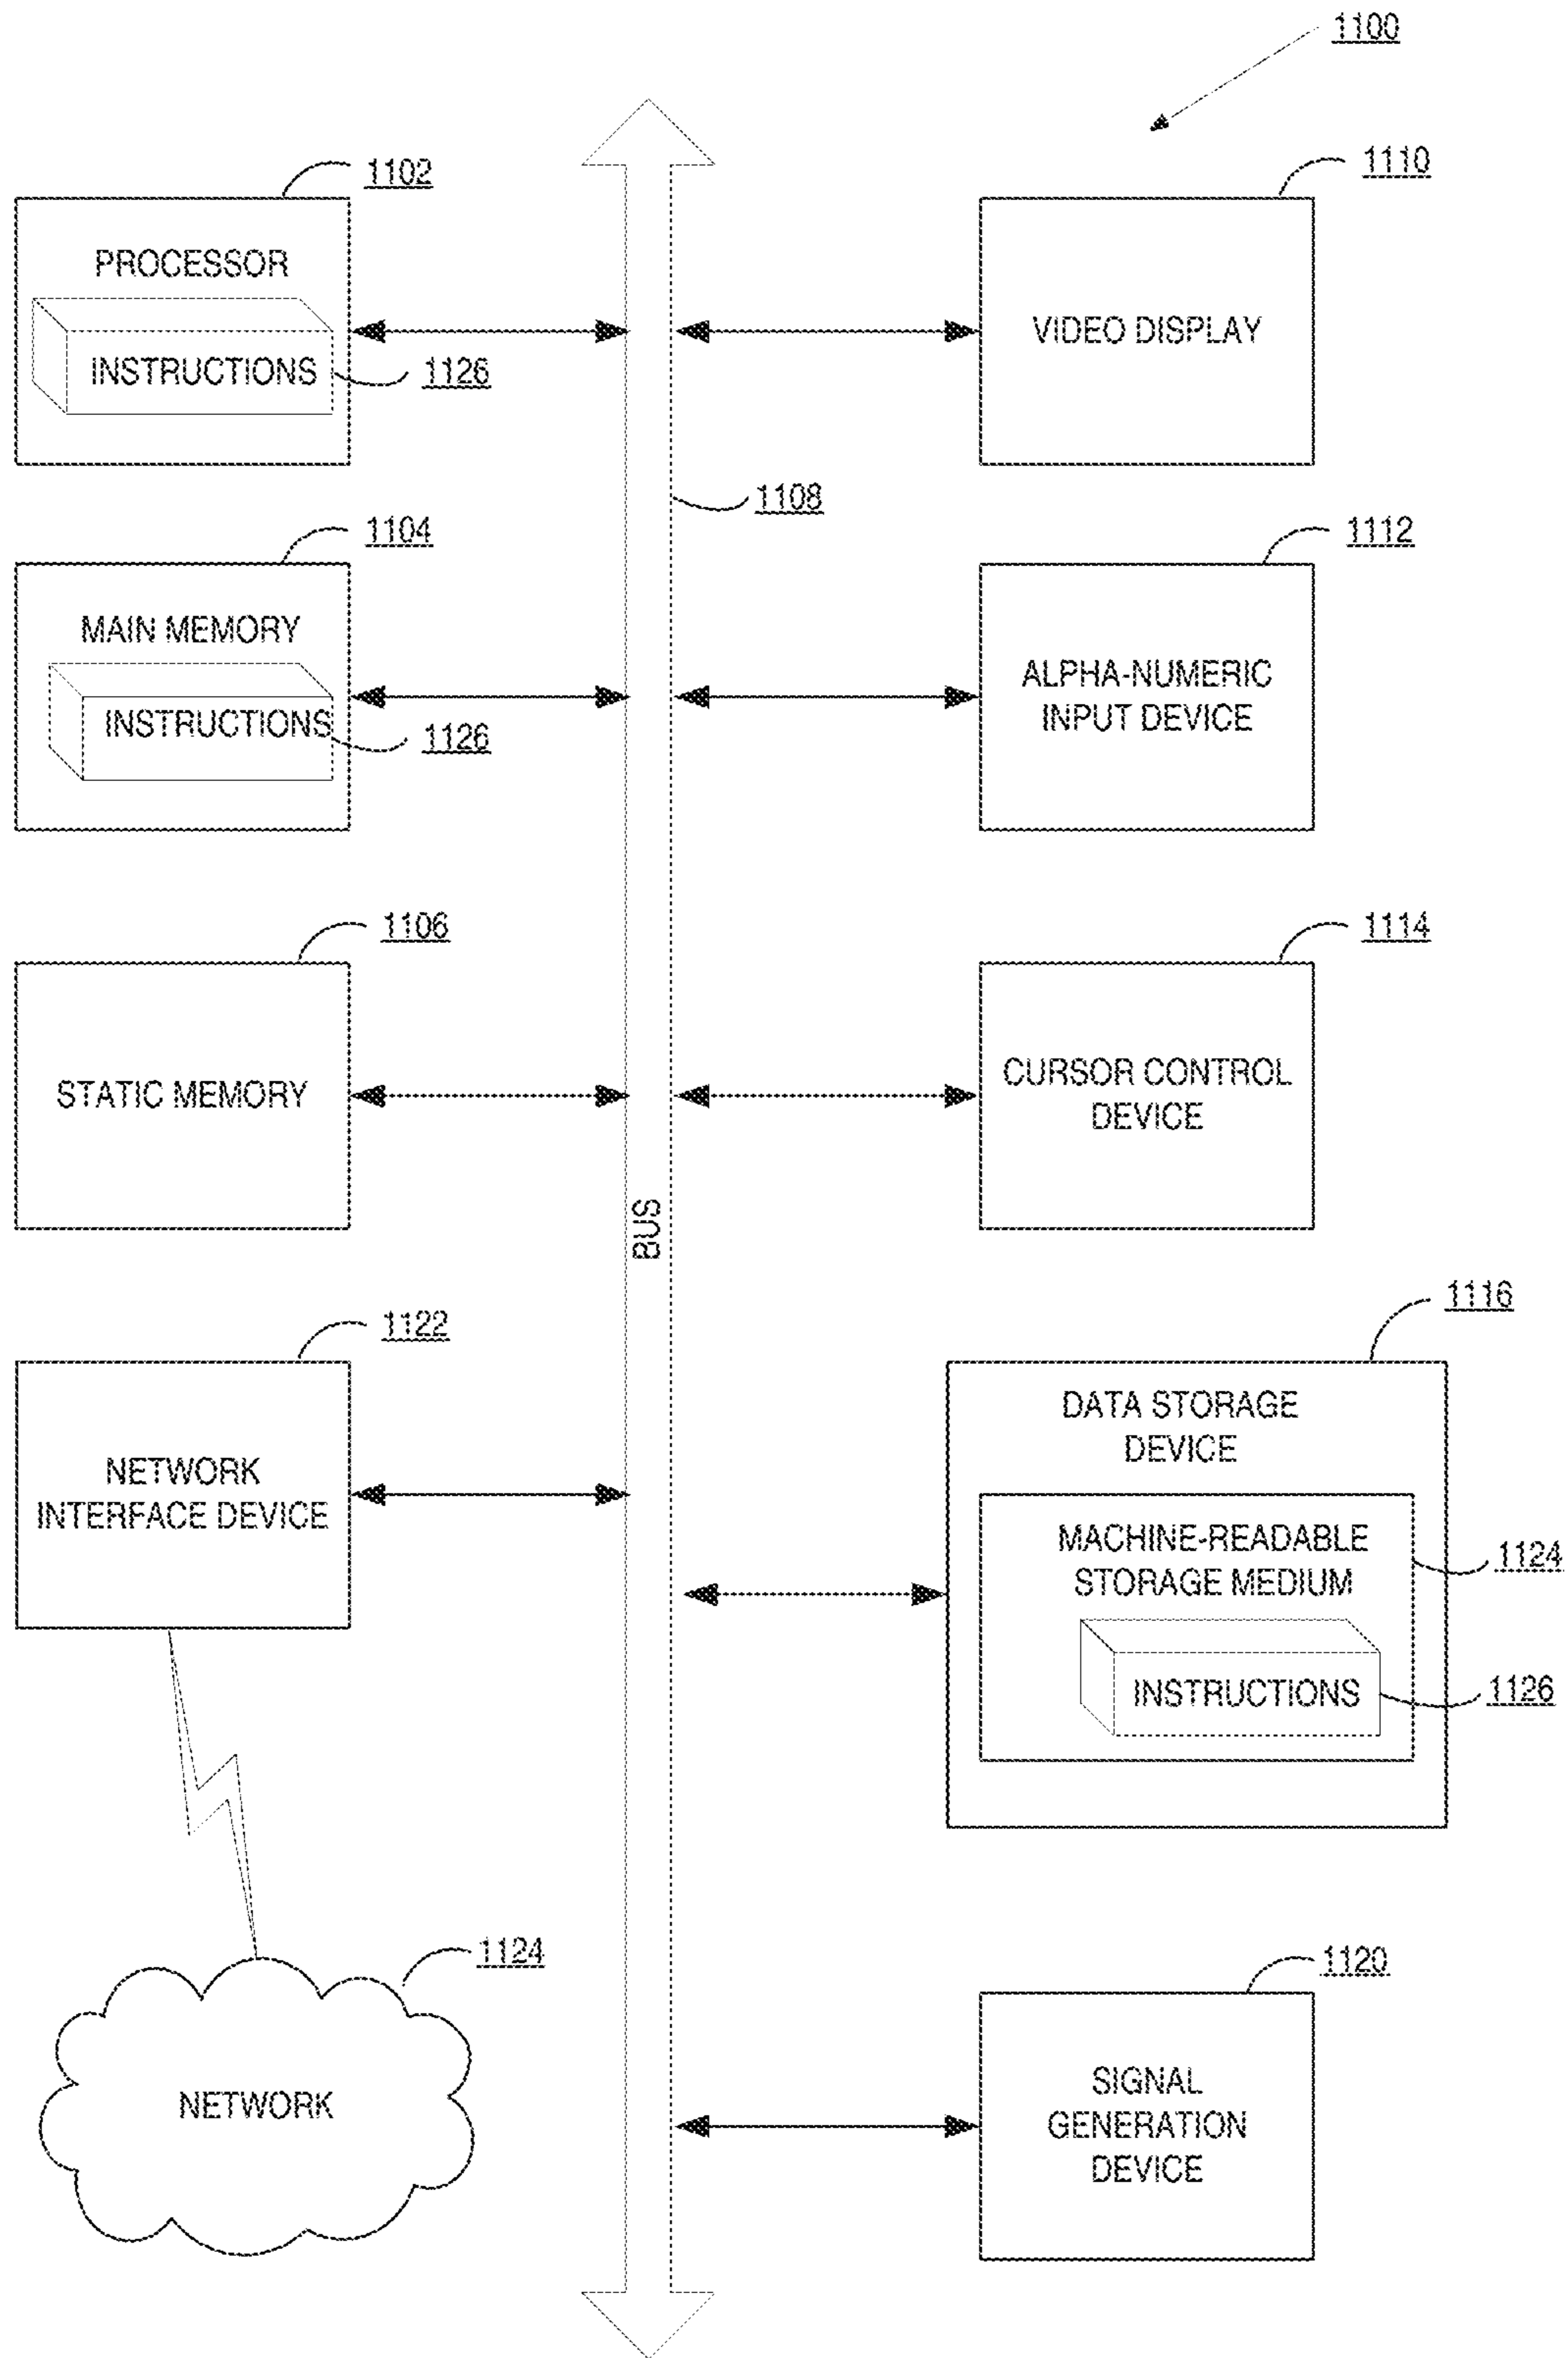 1100
1102
PROCESSOR
INSTRUCTIONS
1126
1110
VIDEO DISPLAY
1108
1104
MAIN MEMORY
INSTRUCTIONS
1126
1112
ALPHA-NUMERIC
INPUT DEVICE
1106
STATIC MEMORY
1114
CURSOR CONTROL
DEVICE
BUS
1122
NETWORK
INTERFACE DEVICE
1116
DATA STORAGE
DEVICE
MACHINE-READABLE
STORAGE MEDIUM
1124
INSTRUCTIONS
1126
1124
NETWORK
1120
SIGNAL
GENERATION
DEVICE